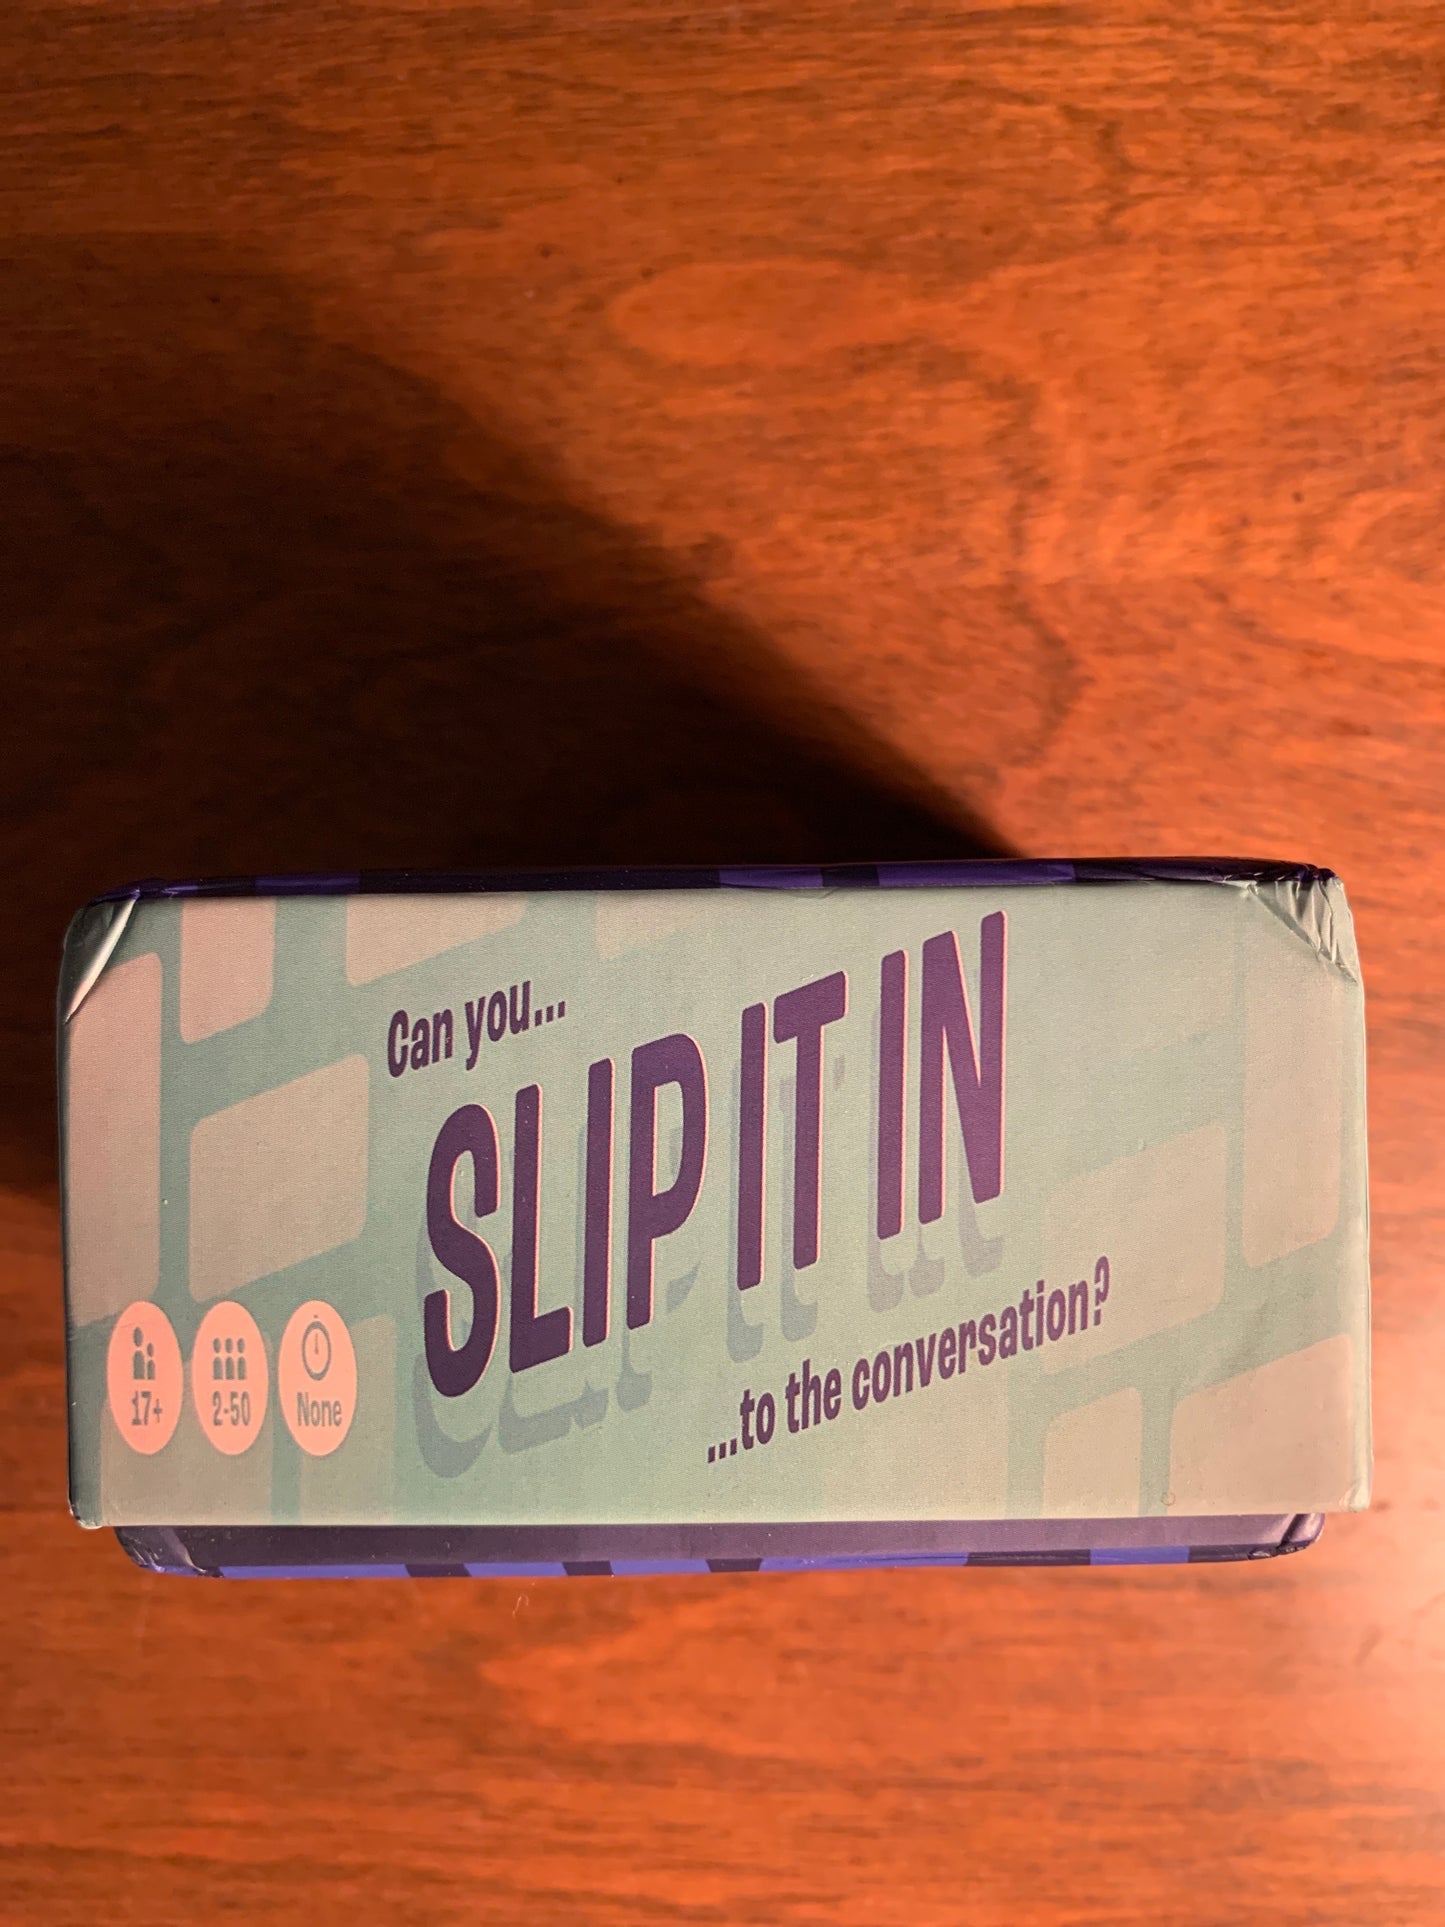 Can you...
SLIP IT IN
...to the conversation?
17+
2-50
None